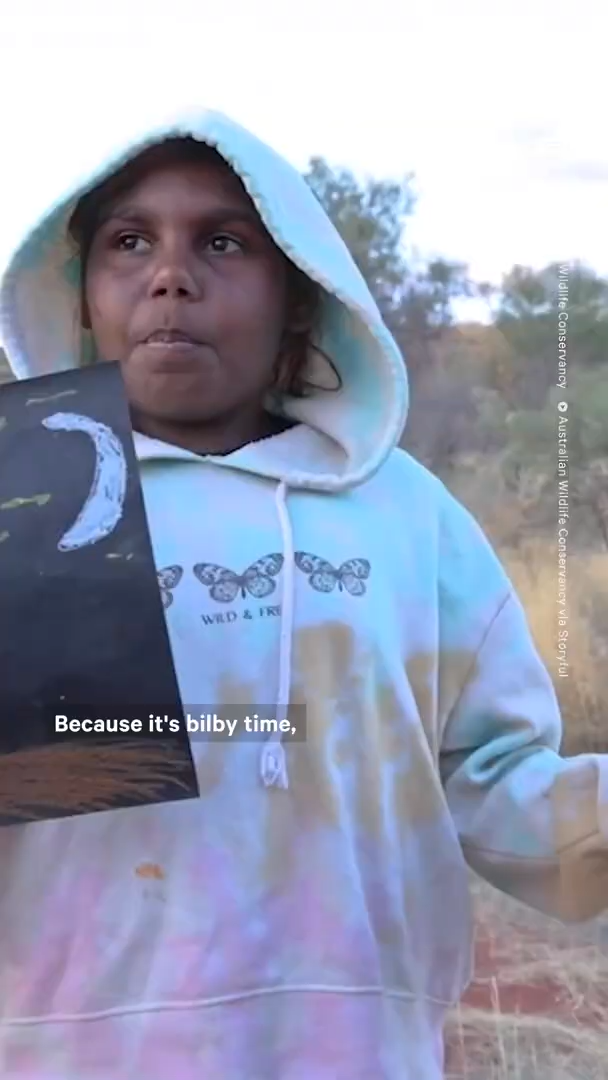 WILD & FRE
Because it's bilby time,
Wildlife Conservancy
Australian Wildlife Conservancy via Storyful